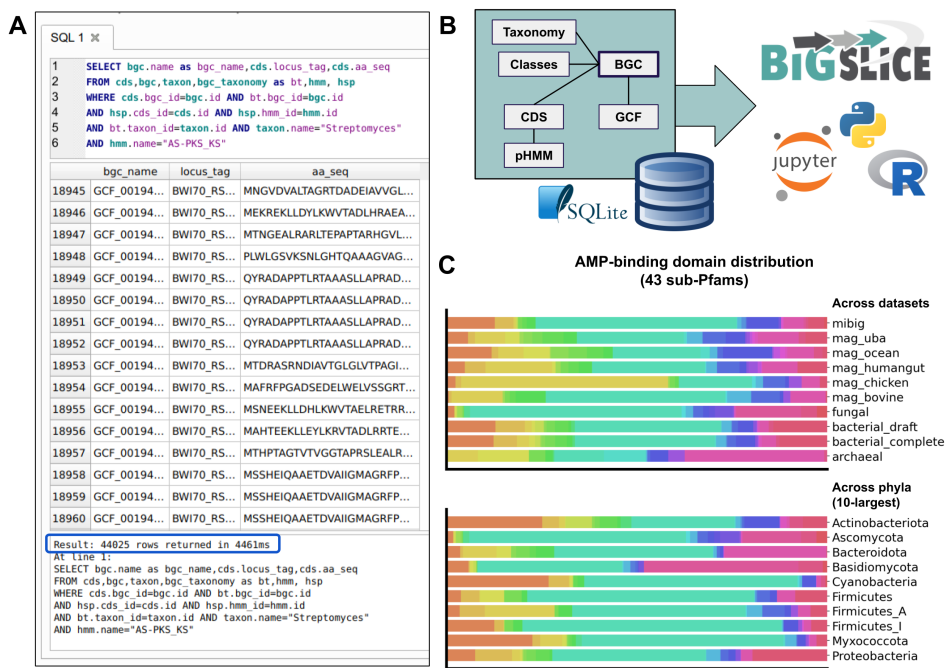 A
SQL 1
1 SELECT bgc.name as bgc_name,cds.locus_tag,cds.aa_seq
2 FROM cds,bgc,taxon,bgc_taxonomy as bt,hmm, hsp
3 WHERE cds.bgc_id=bgc.id AND bt.bgc_id=bgc.id
4 AND hsp.cds_id=cds.id AND hsp.hmm_id=hmm.id
5 AND bt.taxon_id=taxon.id AND taxon.name="Streptomyces"
6 AND hmm.name="AS-PKS_KS"
bgc_name locus_tag aa_seq
18945 GCF_00194... BWI70_RS... MNGVDVALTAGRTDADEIAVVGL...
18946 GCF_00194... BWI70_RS... MEKREKLLDYLKWVTADLHRAEA...
18947 GCF_00194... BWI70_RS... MTNGEALRARLTEPAPTARHGVL...
18948 GCF_00194... BWI70_RS... PLWLGSVKSNLGHTQAAAGVAG...
18949 GCF_00194... BWI70_RS... QYRADAPPTLRTAAASLLAPRAD...
18950 GCF_00194... BWI70_RS... QYRADAPPTLRTAAASLLAPRAD...
18951 GCF_00194... BWI70_RS... QYRADAPPTLRTAAASLLAPRAD...
18952 GCF_00194... BWI70_RS... QYRADAPPTLRTAAASLLAPRAD...
18953 GCF_00194... BWI70_RS... MTDRASRNDIAVTGLGLVTPAGI...
18954 GCF_00194... BWI70_RS... MAFRFPGADSEDELWELVSSGRT...
18955 GCF_00194... BWI70_RS... MSNEEKLLDHLKWVTAELRETRR...
18956 GCF_00194... BWI70_RS... MAHTEEKLLEYLKRVTADLRRTE...
18957 GCF_00194... BWI70_RS... MTHPTAGTVTVGGTAPRSLEALR...
18958 GCF_00194... BWI70_RS... MSSHEIQAAETDVAIIGMAGRFP...
18959 GCF_00194... BWI70_RS... MSSHEIQAAETDVAIIGMAGRFP...
18960 GCF_00194... BWI70_RS... MSSHEIQAAETDVAIIGMAGRFP...
Result: 44025 rows returned in 4461ms
At line 1:
SELECT bgc.name as bgc_name,cds.locus_tag,cds.aa_seq
FROM cds,bgc,taxon,bgc_taxonomy as bt,hmm, hsp
WHERE cds.bgc_id=bgc.id AND bt.bgc_id=bgc.id
AND hsp.cds_id=cds.id AND hsp.hmm_id=hmm.id
AND bt.taxon_id=taxon.id AND taxon.name="Streptomyces"
AND hmm.name="AS-PKS_KS"
B
Taxonomy
Classes BGC
CDS GCF
pHMM
SQLite
BiGSLICE
jupyter
R
C
AMP-binding domain distribution
(43 sub-Pfams)
Across datasets
mibig
mag_uba
mag_ocean
mag_humangut
mag_chicken
mag_bovine
fungal
bacterial_draft
bacterial_complete
archaeal
Across phyla
(10-largest)
Actinobacteriota
Ascomycota
Bacteroidota
Basidiomycota
Cyanobacteria
Firmicutes
Firmicutes_A
Firmicutes_I
Myxococcota
Proteobacteria